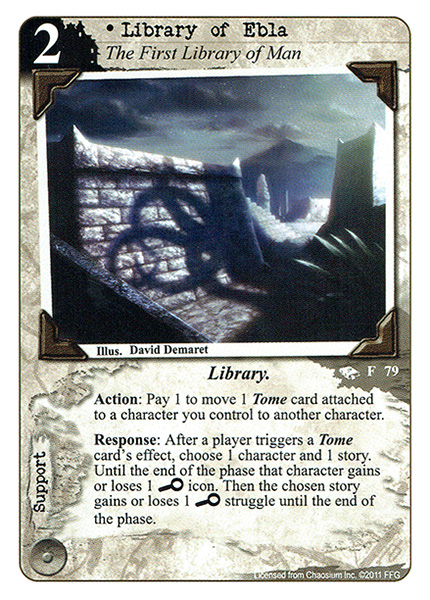 2
• Library of Ebla
The First Library of Man
Illus. David Demaret
F 79
Library.
Action: Pay 1 to move 1 Tome card attached
to a character you control to another character.
Response: After a player triggers a Tome
card's effect, choose 1 character and 1 story.
Until the end of the phase that character gains
or loses 1 icon. Then the chosen story
gains or loses 1 struggle until the end of
the phase.
Support
Licensed from Chaosium Inc. ©2011 FFG